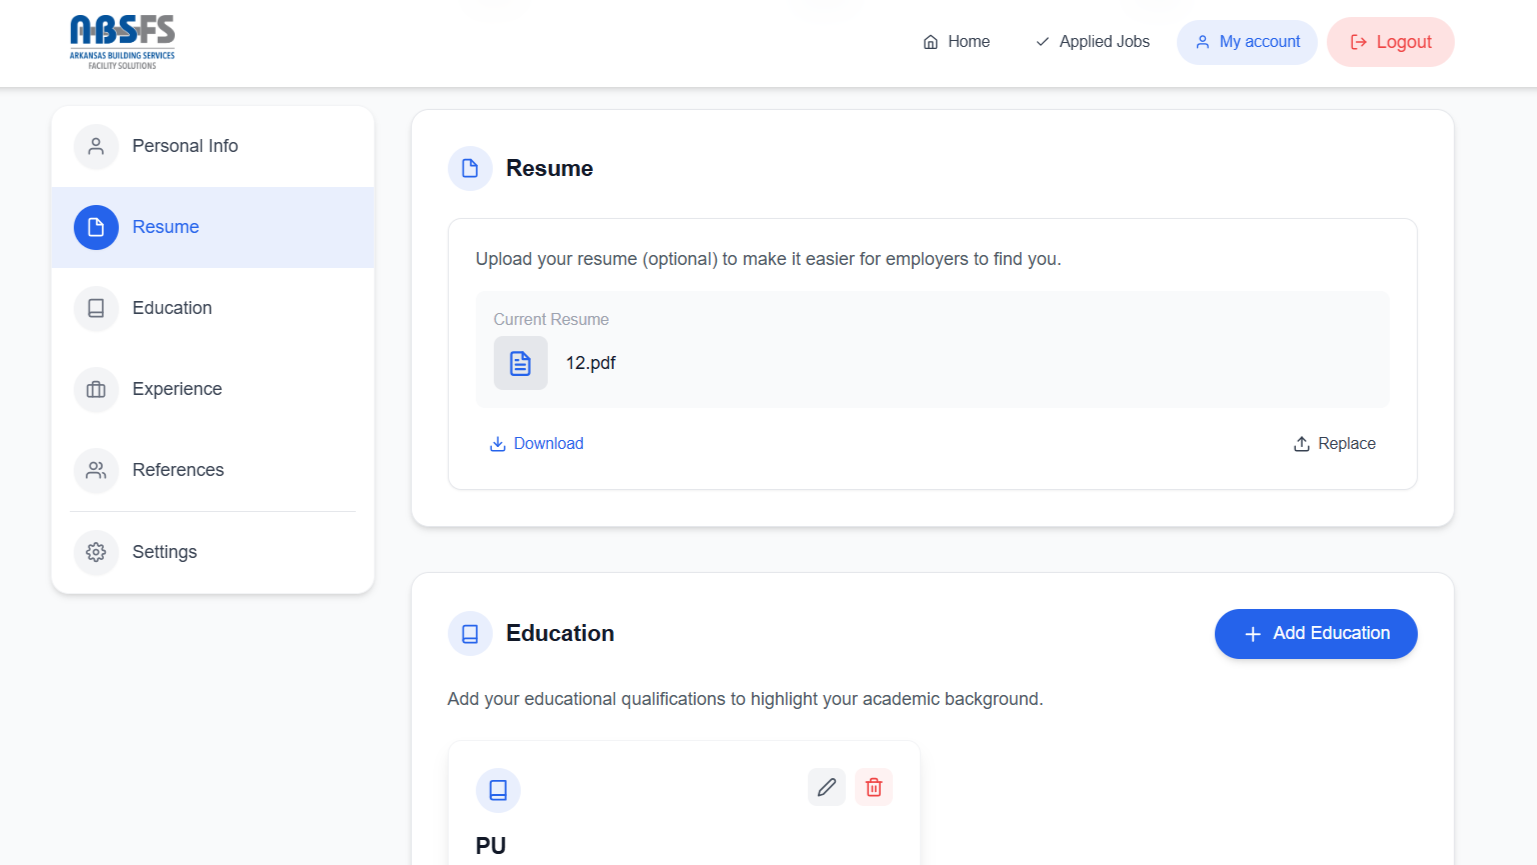 ABSFS
ARKANSAS BUILDING SERVICES
FACILITY SOLUTIONS
Home
Applied Jobs
My account
Logout
Personal Info
Resume
Education
Experience
References
Settings
Resume
Upload your resume (optional) to make it easier for employers to find you.
Current Resume
12.pdf
Download
Replace
Education
Add Education
Add your educational qualifications to highlight your academic background.
PU